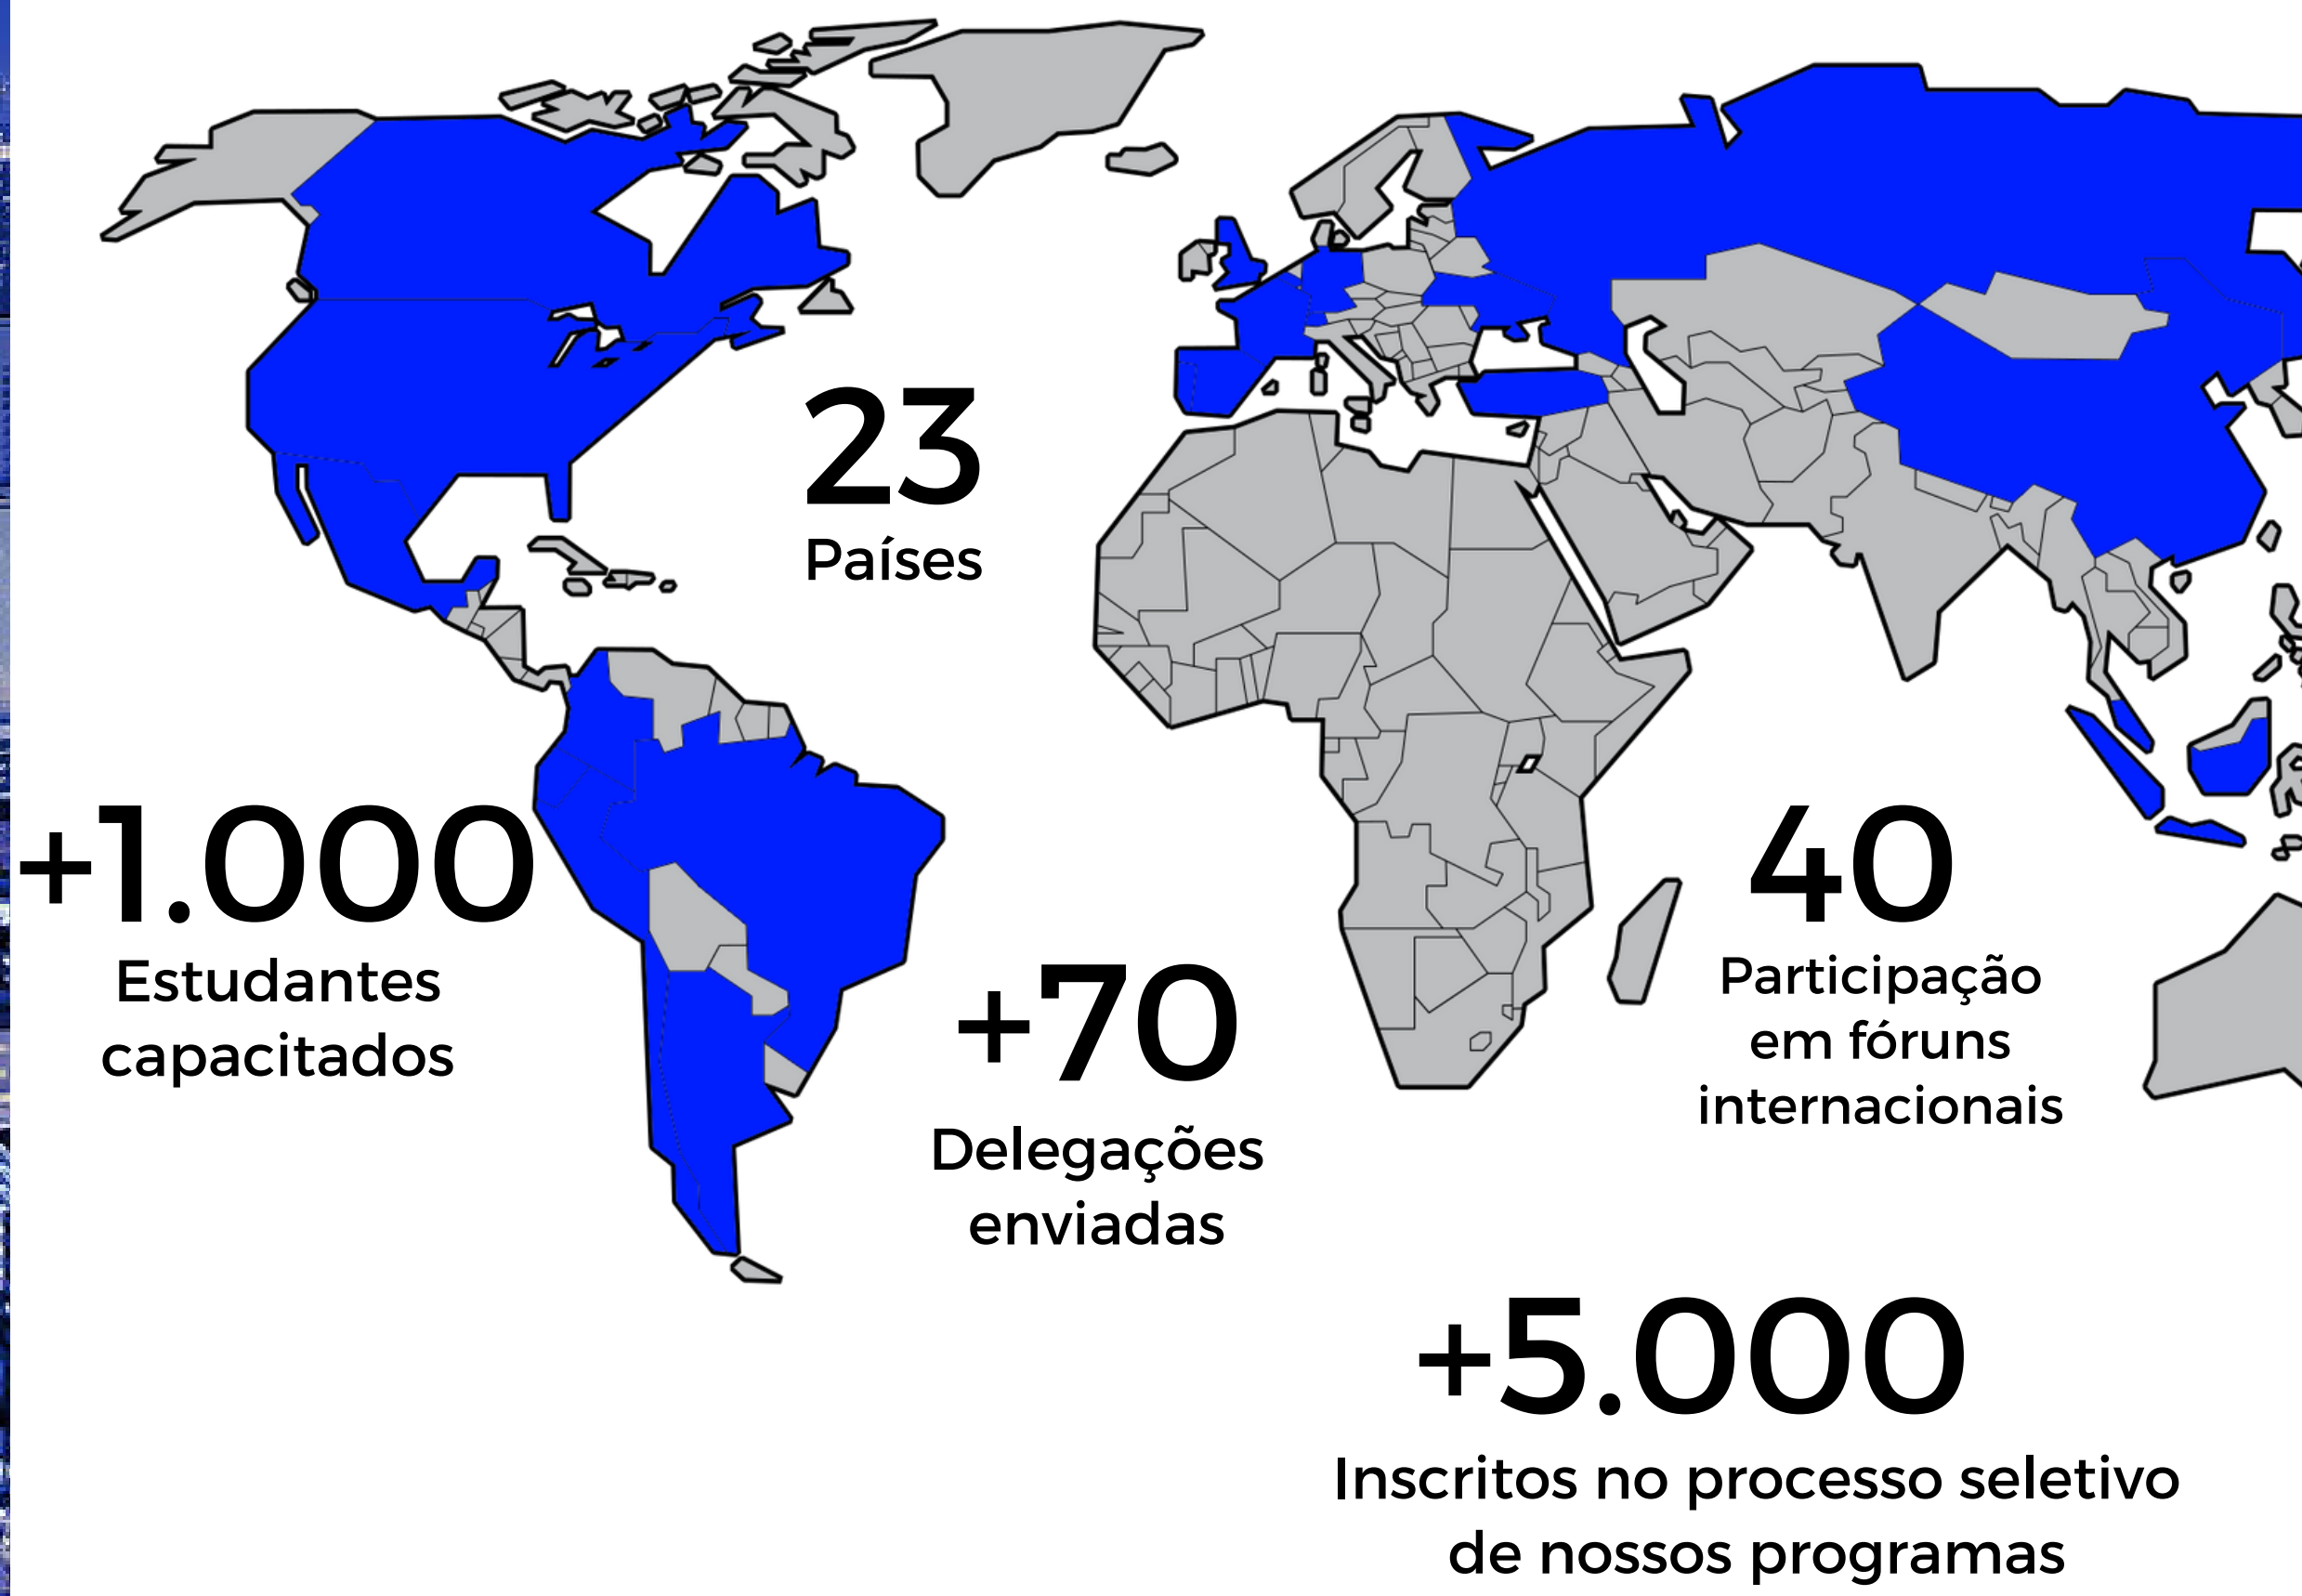 23
Países
+1.000
Estudantes
capacitados
+70
Delegações
enviadas
40
Participação
em fóruns
internacionais
+5.000
Inscritos no processo seletivo
de nossos programas